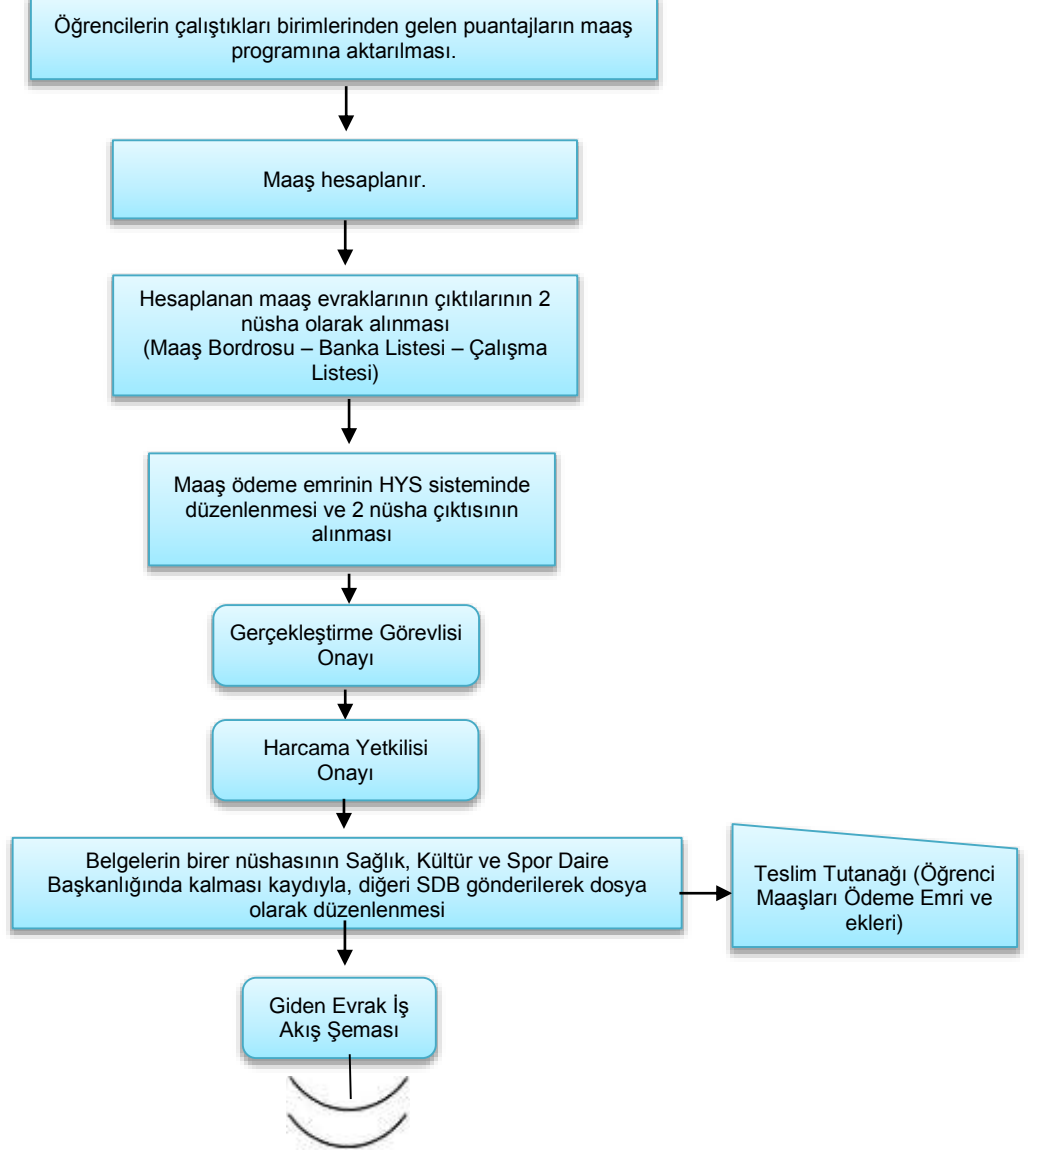 Öğrencilerin çalıştıkları birimlerinden gelen puantajların maaş
programına aktarılması.
Maaş hesaplanır.
Hesaplanan maaş evraklarının çıktılarının 2
nüsha olarak alınması
(Maaş Bordrosu – Banka Listesi – Çalışma
Listesi)
Maaş ödeme emrinin HYS sisteminde
düzenlenmesi ve 2 nüsha çıktısının
alınması
Gerçekleştirme Görevlisi
Onayı
Harcama Yetkilisi
Onayı
Belgelerin birer nüshasının Sağlık, Kültür ve Spor Daire
Başkanlığında kalması kaydıyla, diğeri SDB gönderilerek dosya
olarak düzenlenmesi
Teslim Tutanağı (Öğrenci
Maaşları Ödeme Emri ve
ekleri)
Giden Evrak İş
Akış Şeması